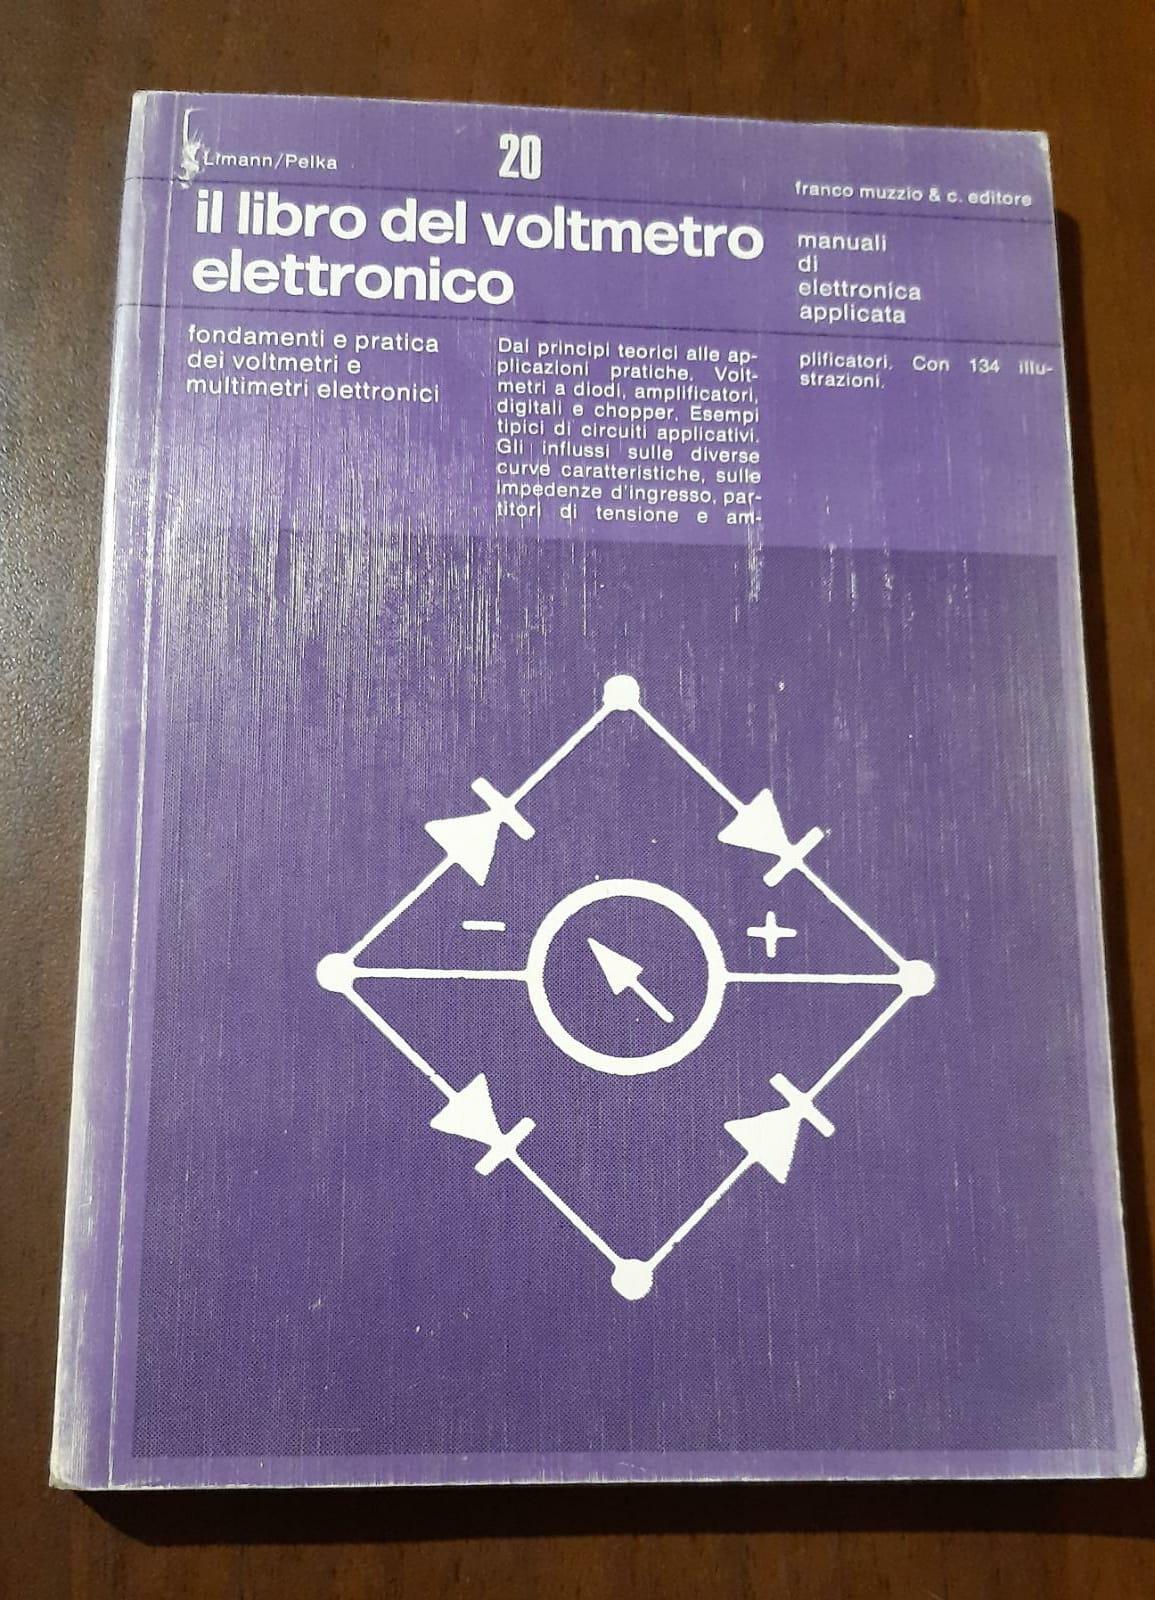 Limann/Pelka
20
franco muzzio & c. editore
il libro del voltmetro
elettronico
manuali
di
elettronica
applicata
fondamenti e pratica
dei voltmetri e
multimetri elettronici
Dai principi teorici alle ap-
plicazioni pratiche. Volt-
metri a diodi, amplificatori,
digitali e chopper. Esempi
tipici di circuiti applicativi.
Gli influssi sulle diverse
curve caratteristiche, sulle
impedenze d'ingresso, par-
titori di tensione e am-
plificatori. Con 134 illu-
strazioni.
− +